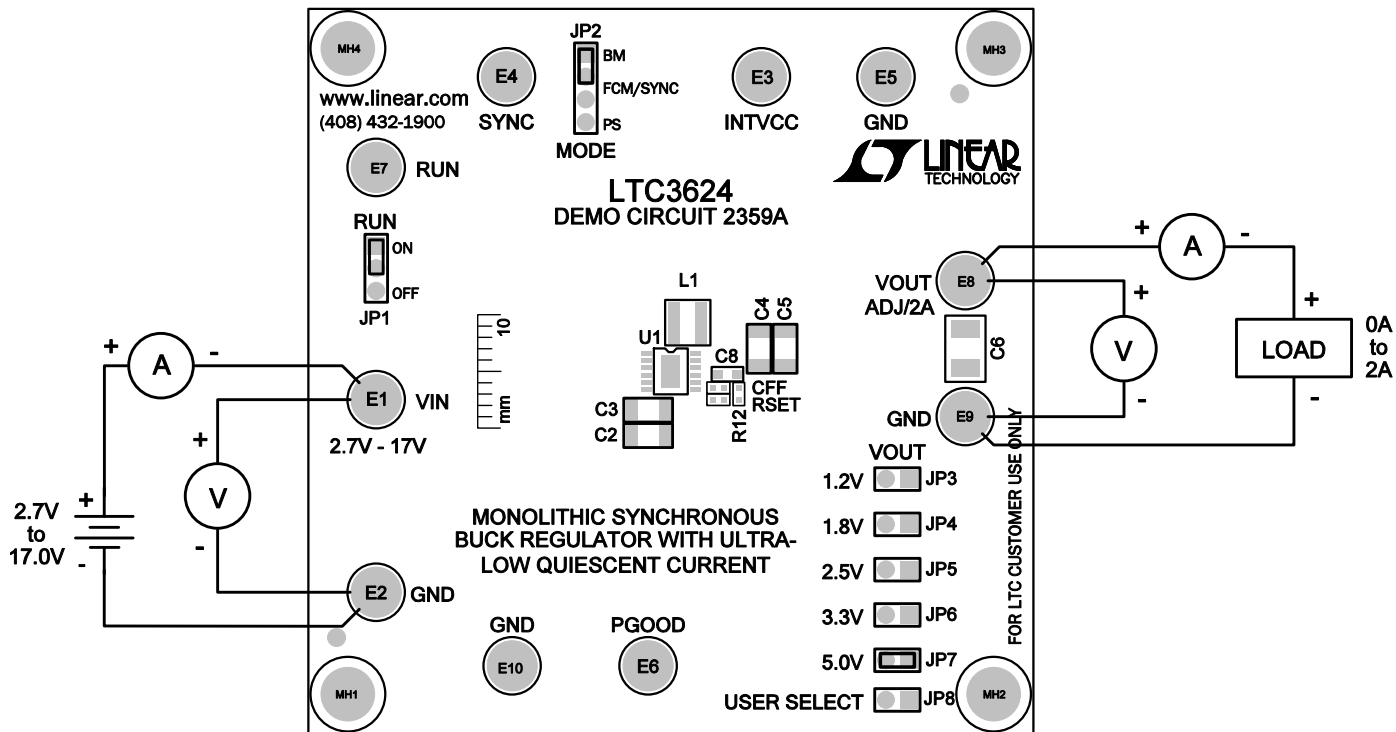 MH4
JP2
BM
FCM/SYNC
PS
MODE
E4
SYNC
E3
INTVCC
E5
GND
MH3
www.linear.com
(408) 432-1900
E7
RUN
LINEAR
TECHNOLOGY
LTC3624
DEMO CIRCUIT 2359A
RUN
ON
OFF
JP1
10
mm
L1
U1
C4
C5
C8
CFF
RSET
R12
C3
C2
VOUT
ADJ/2A
E8
C6
GND
E9
+
A
-
+
V
-
+
LOAD
-
0A
to
2A
+
A
-
E1
VIN
2.7V - 17V
+
V
-
+
2.7V
to
17.0V
-
E2
GND
MONOLITHIC SYNCHRONOUS
BUCK REGULATOR WITH ULTRA-
LOW QUIESCENT CURRENT
VOUT
1.2V JP3
1.8V JP4
2.5V JP5
3.3V JP6
5.0V JP7
USER SELECT JP8
FOR LTC CUSTOMER USE ONLY
GND
E10
PGOOD
E6
MH1
MH2